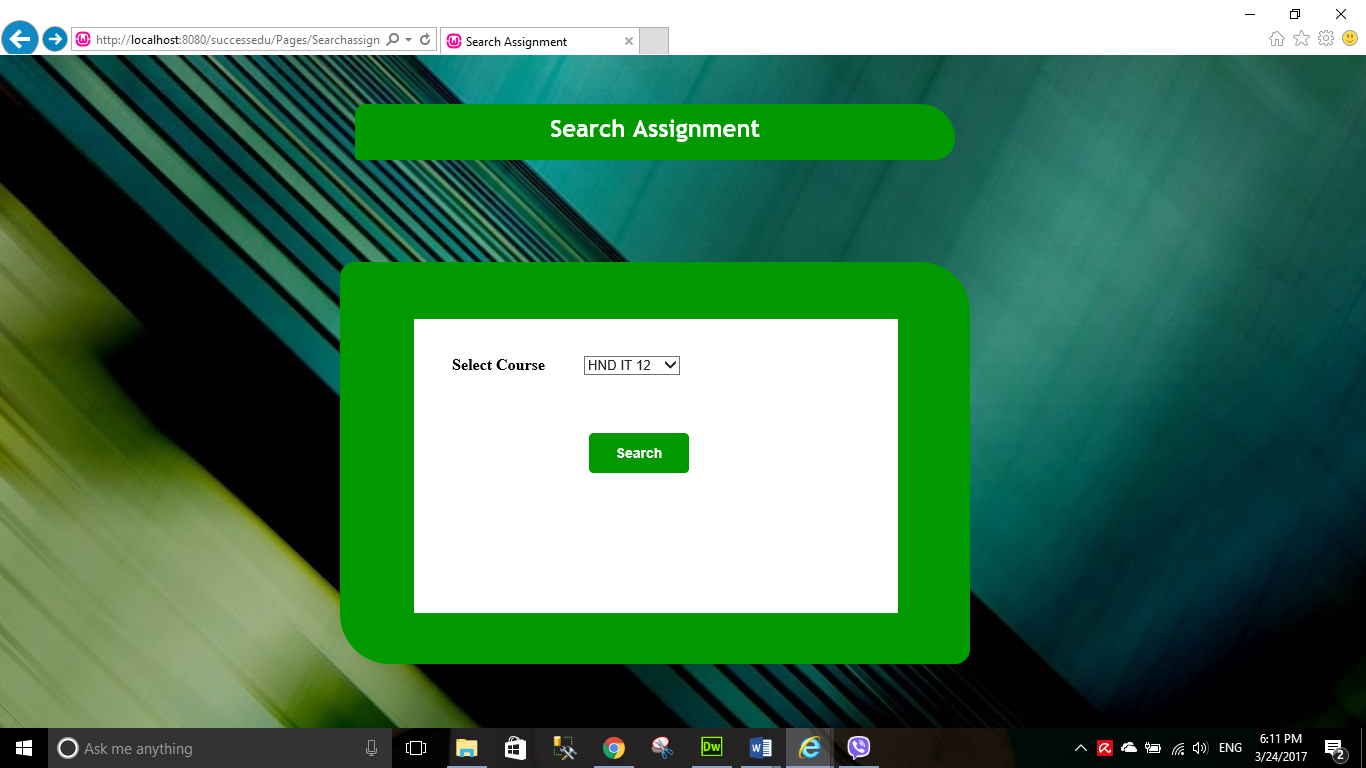 http://localhost:8080/successedu/Pages/Searchassign
Search Assignment
Search Assignment
Select Course
HND IT 12
Search
Ask me anything
Dw
ENG
6:11 PM
3/24/2017
2